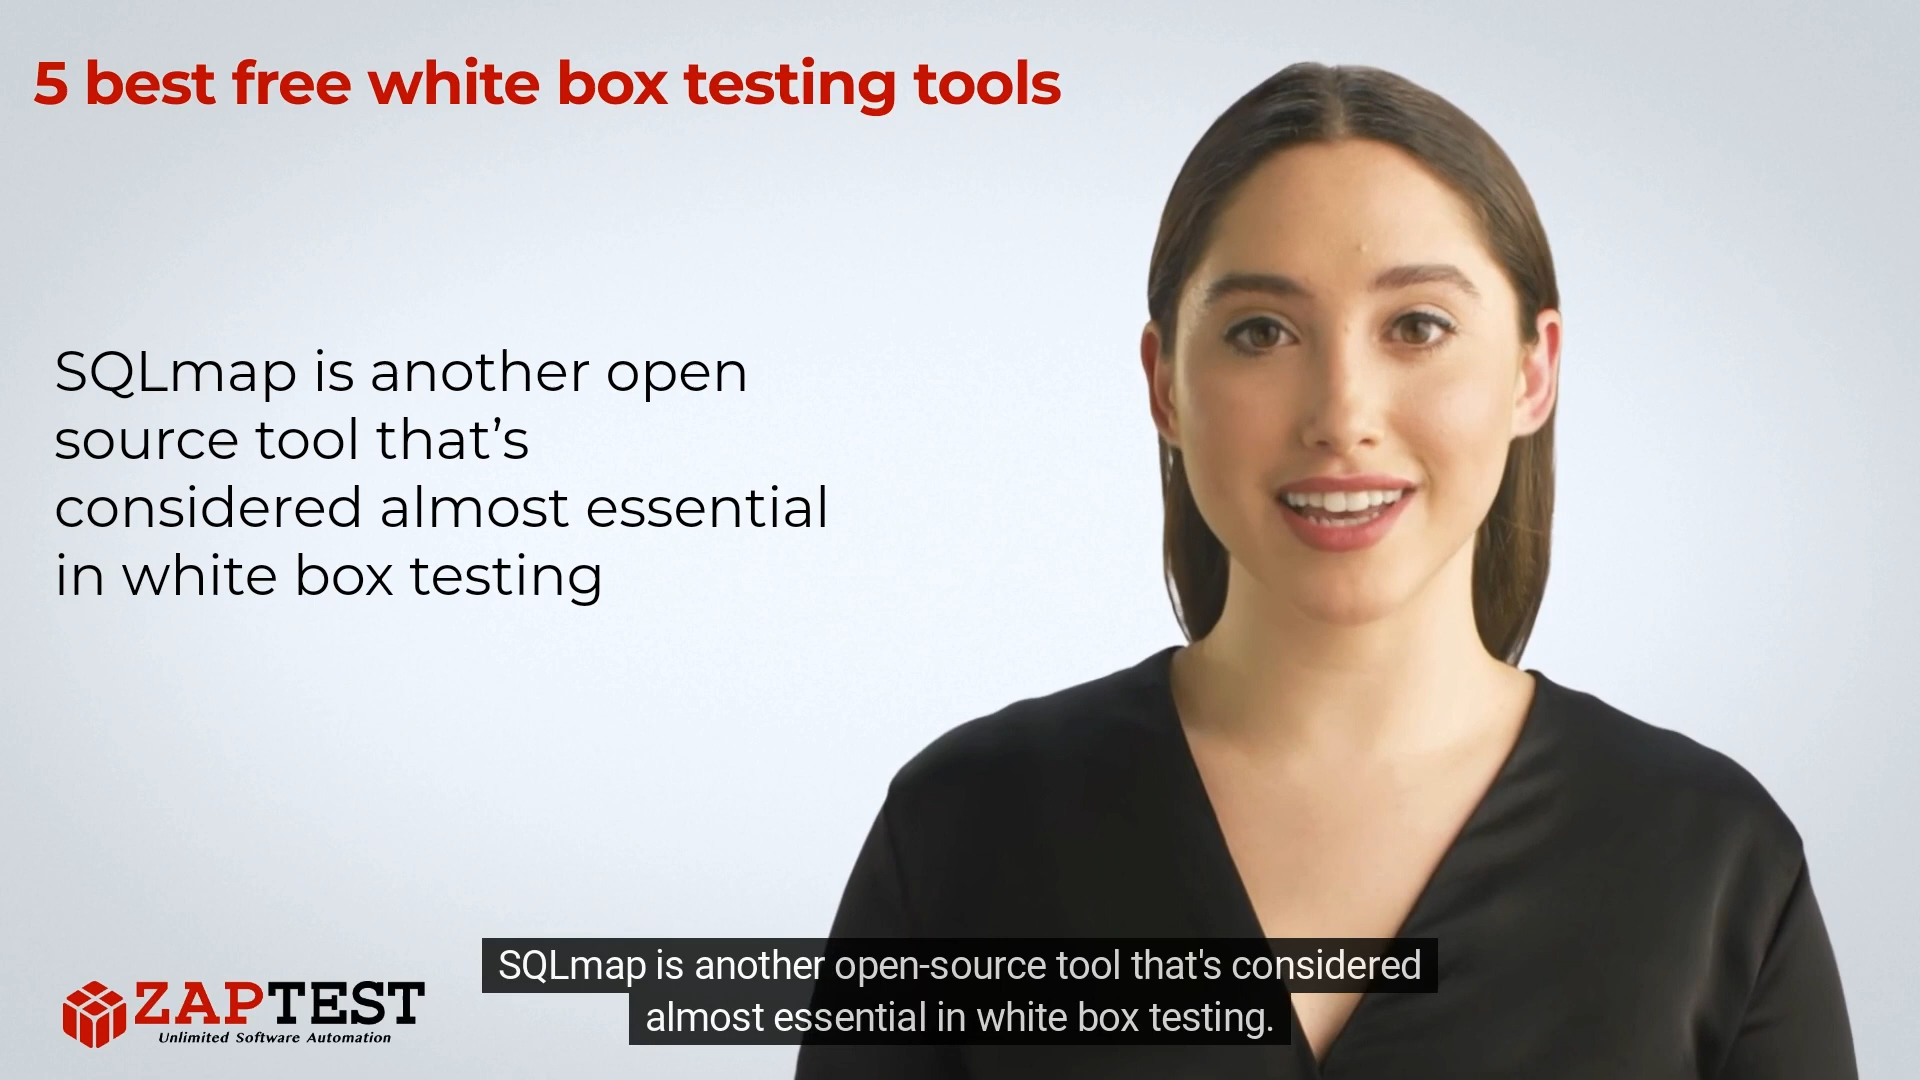 5 best free white box testing tools
SQLmap is another open
source tool that’s
considered almost essential
in white box testing
ZAPTEST
Unlimited Software Automation
SQLmap is another open-source tool that's considered
almost essential in white box testing.